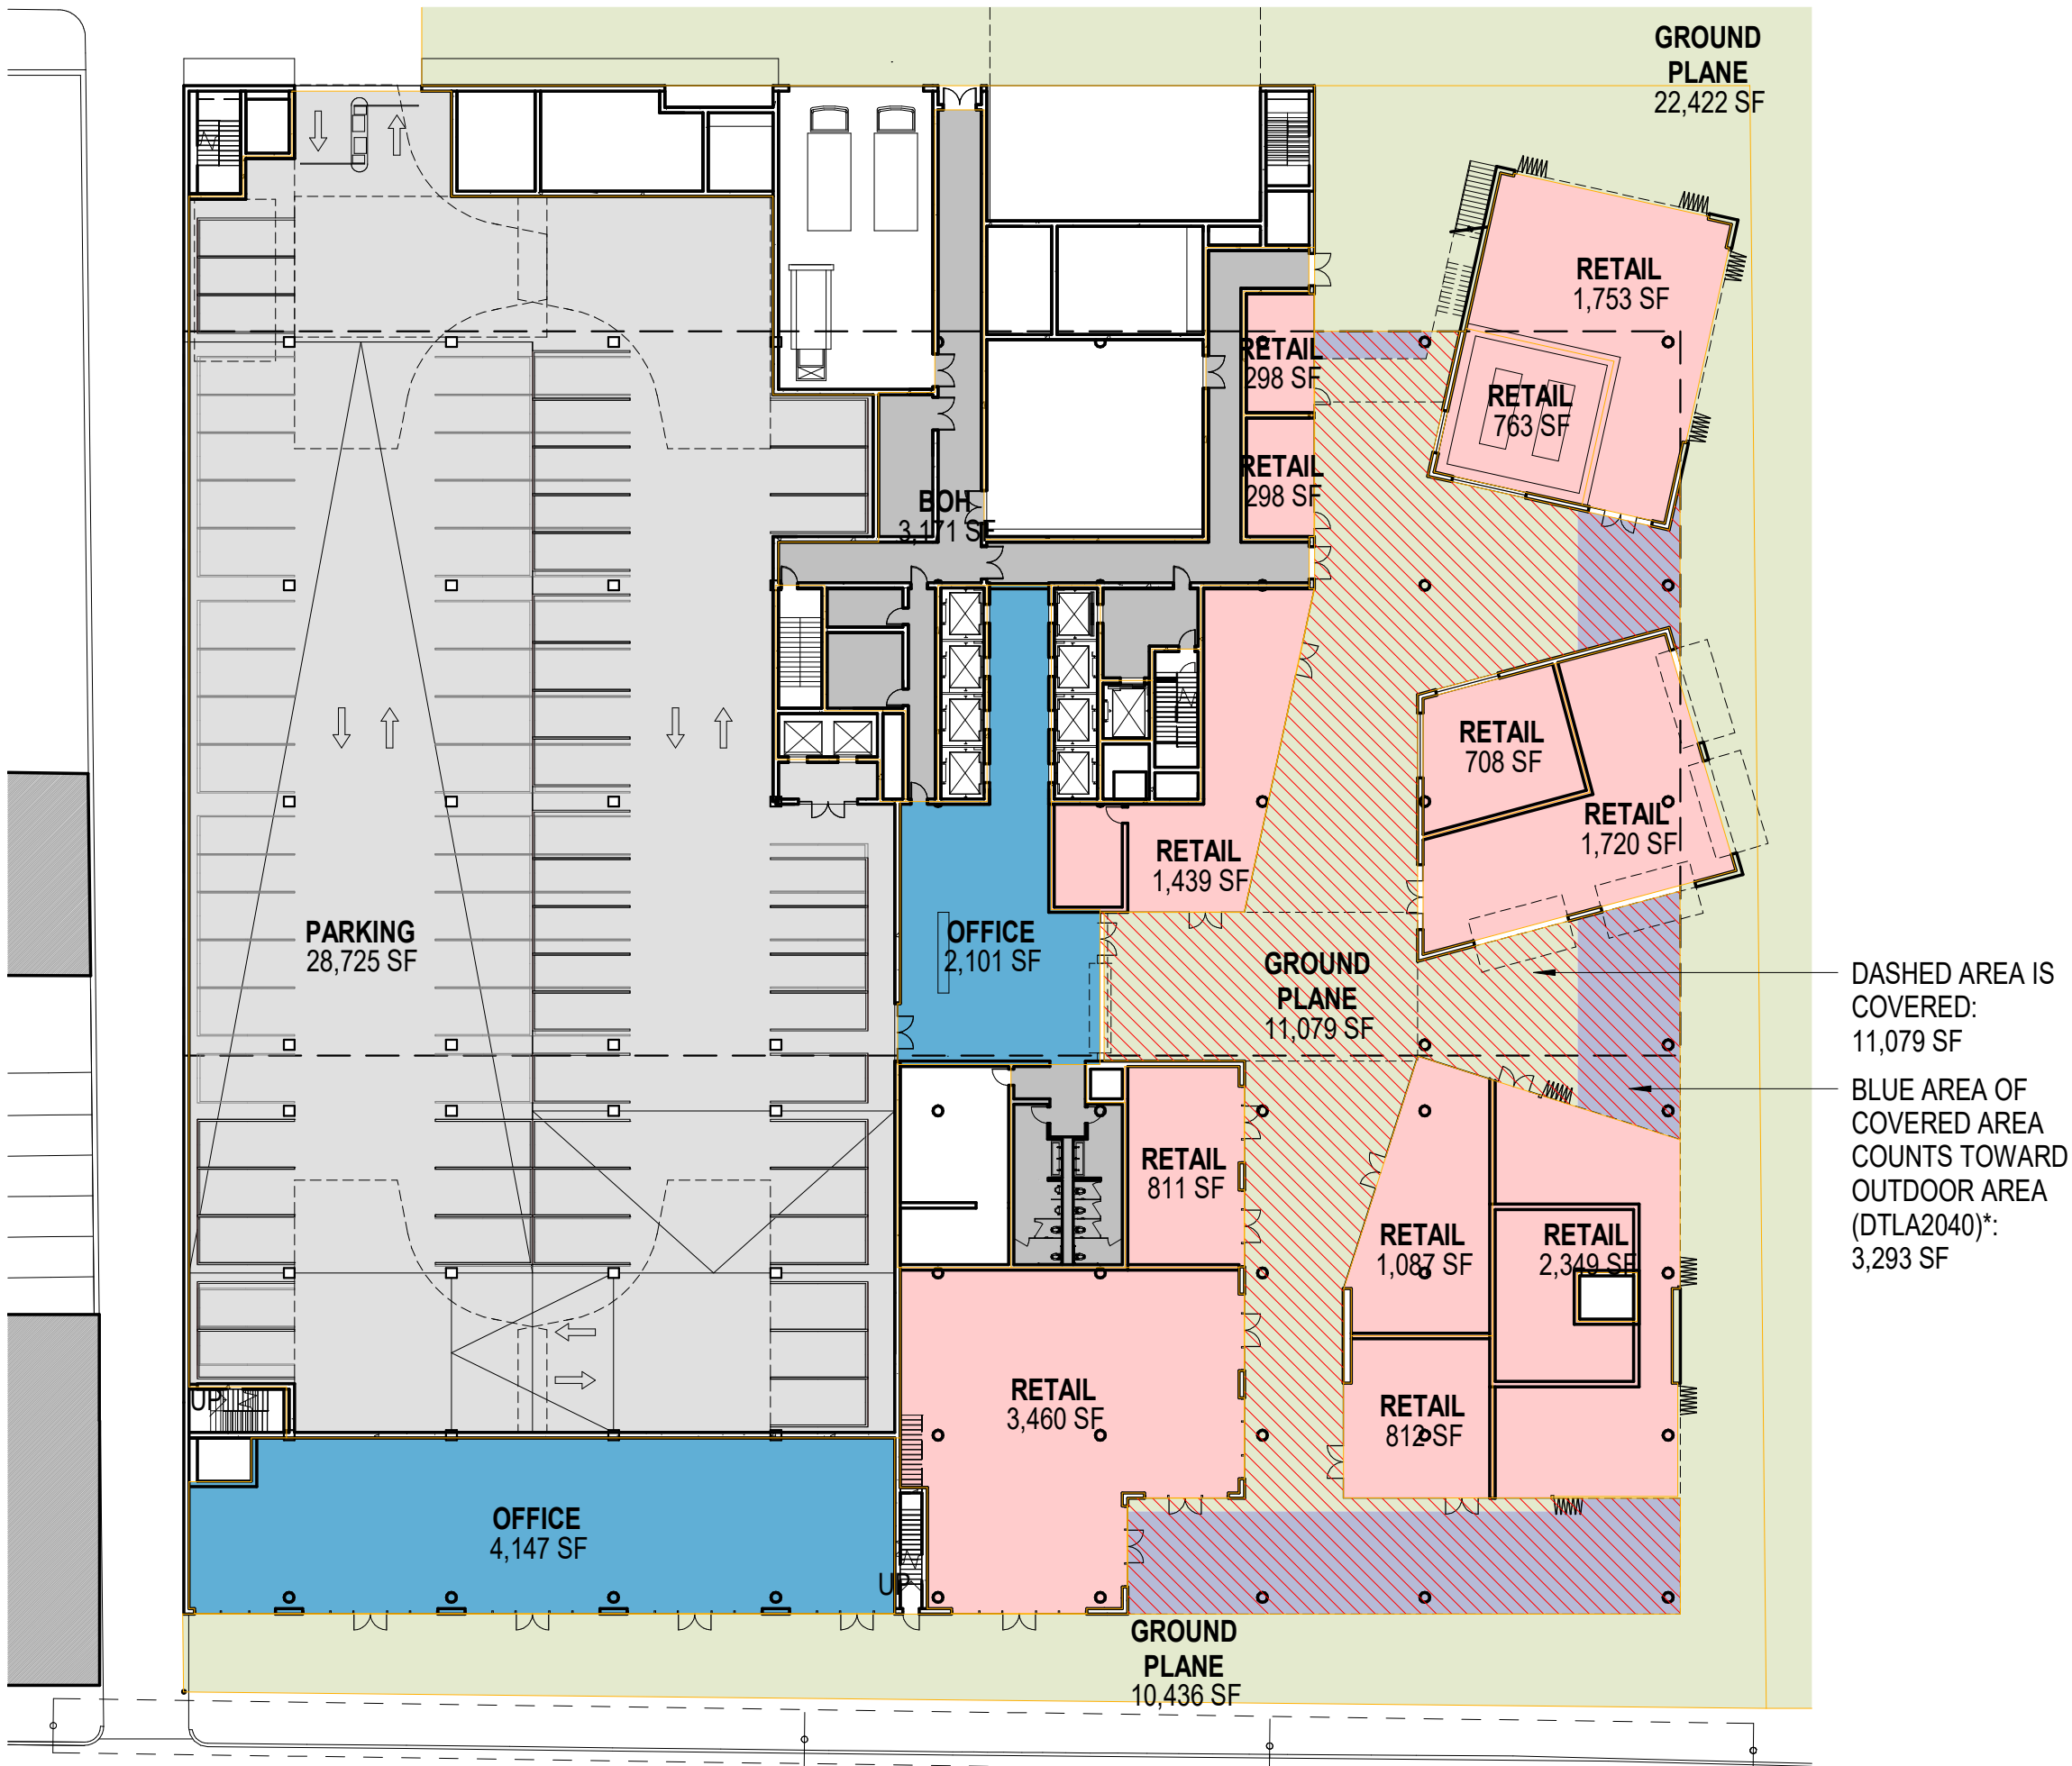 GROUND
PLANE
22,422 SF
RETAIL
1,753 SF
RETAIL
298 SF
RETAIL
763 SF
RETAIL
298 SF
BOH
3,171 SF
RETAIL
708 SF
RETAIL
1,720 SF
RETAIL
1,439 SF
PARKING
28,725 SF
OFFICE
2,101 SF
GROUND
PLANE
11,079 SF
DASHED AREA IS
COVERED:
11,079 SF
BLUE AREA OF
COVERED AREA
COUNTS TOWARD
OUTDOOR AREA
(DTLA2040)*:
3,293 SF
RETAIL
811 SF
RETAIL
1,087 SF
RETAIL
2,349 SF
UP
RETAIL
3,460 SF
RETAIL
812 SF
OFFICE
4,147 SF
UP
GROUND
PLANE
10,436 SF